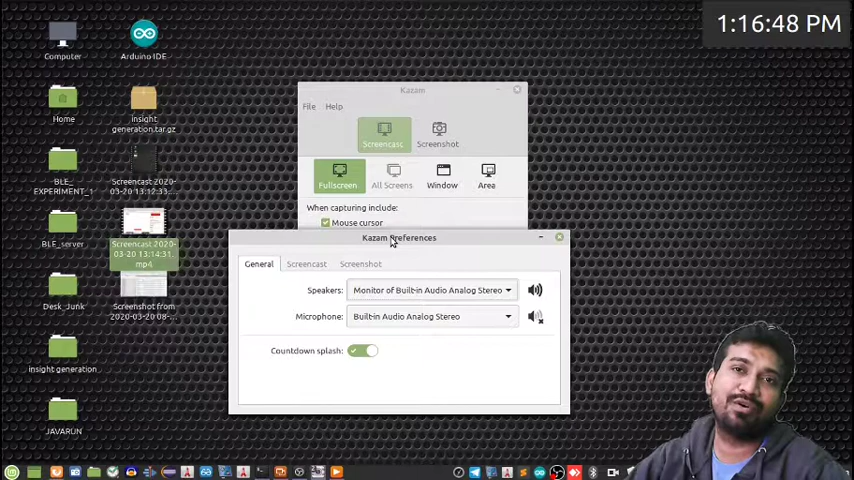 1:16:48 PM
Computer
Arduino IDE
Home
insight
generation.tar.gz
BLE_
EXPERIMENT_1
Screencast 2020-
03-20 13:12:33....
BLE_server
Screencast 2020-
03-20 13:14:31.
mp4
Desk_Junk
Screenshot from
2020-03-20 08-...
insight generation
JAVARUN
Kazam
File Help
Screencast
Screenshot
Fullscreen
All Screens
Window
Area
When capturing include:
Mouse cursor
Kazam Preferences
General
Screencast
Screenshot
Speakers: Monitor of Built-in Audio Analog Stereo
Microphone: Built-in Audio Analog Stereo
Countdown splash: